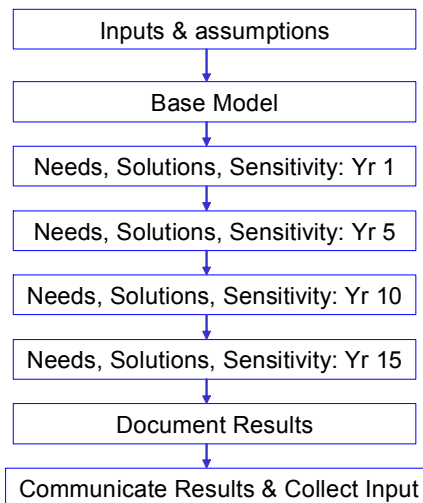 Inputs & assumptions
Base Model
Needs, Solutions, Sensitivity: Yr 1
Needs, Solutions, Sensitivity: Yr 5
Needs, Solutions, Sensitivity: Yr 10
Needs, Solutions, Sensitivity: Yr 15
Document Results
Communicate Results & Collect Input